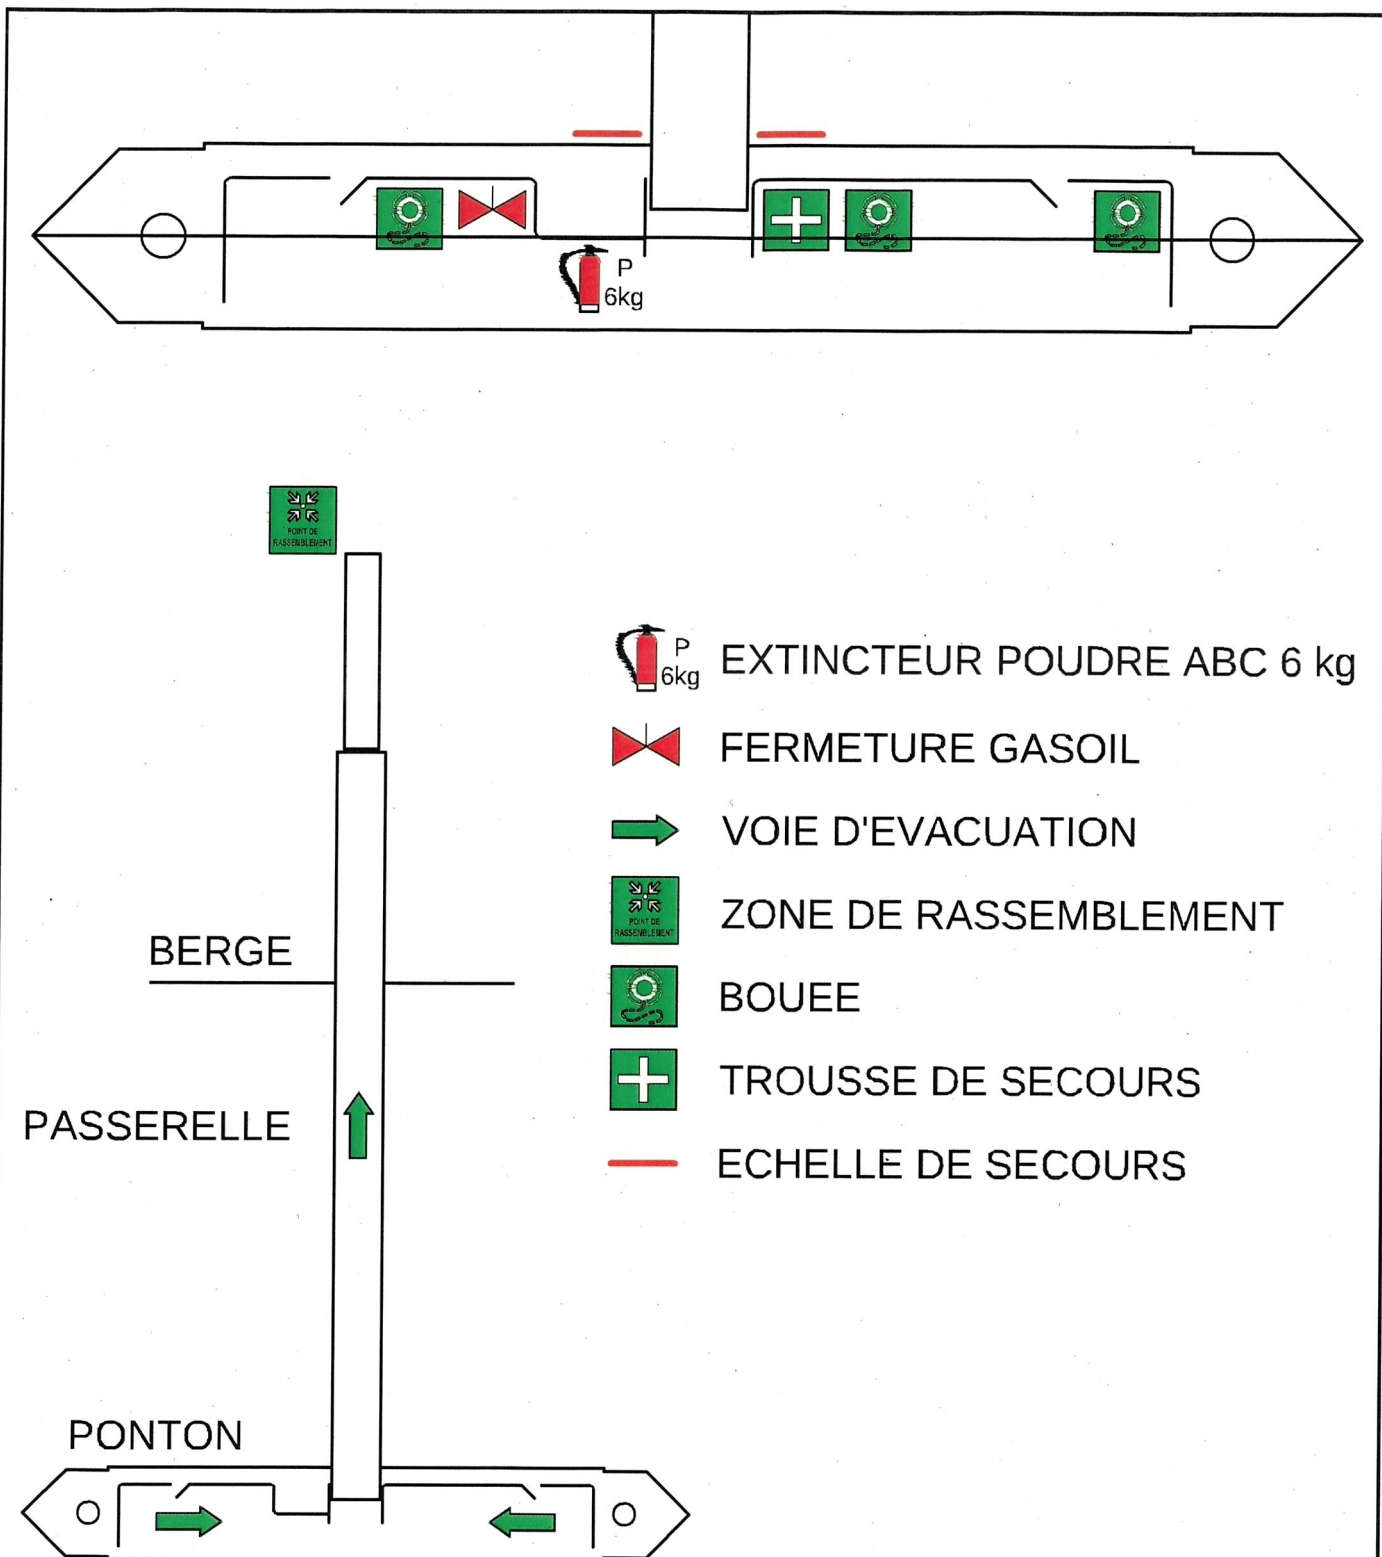 P
6kg
POINT DE
RASSEMBLEMENT
P
6kg
EXTINCTEUR POUDRE ABC 6 kg
FERMETURE GASOIL
VOIE D'EVACUATION
POINT DE
RASSEMBLEMENT
ZONE DE RASSEMBLEMENT
BERGE
BOUEE
TROUSSE DE SECOURS
PASSERELLE
ECHELLE DE SECOURS
PONTON